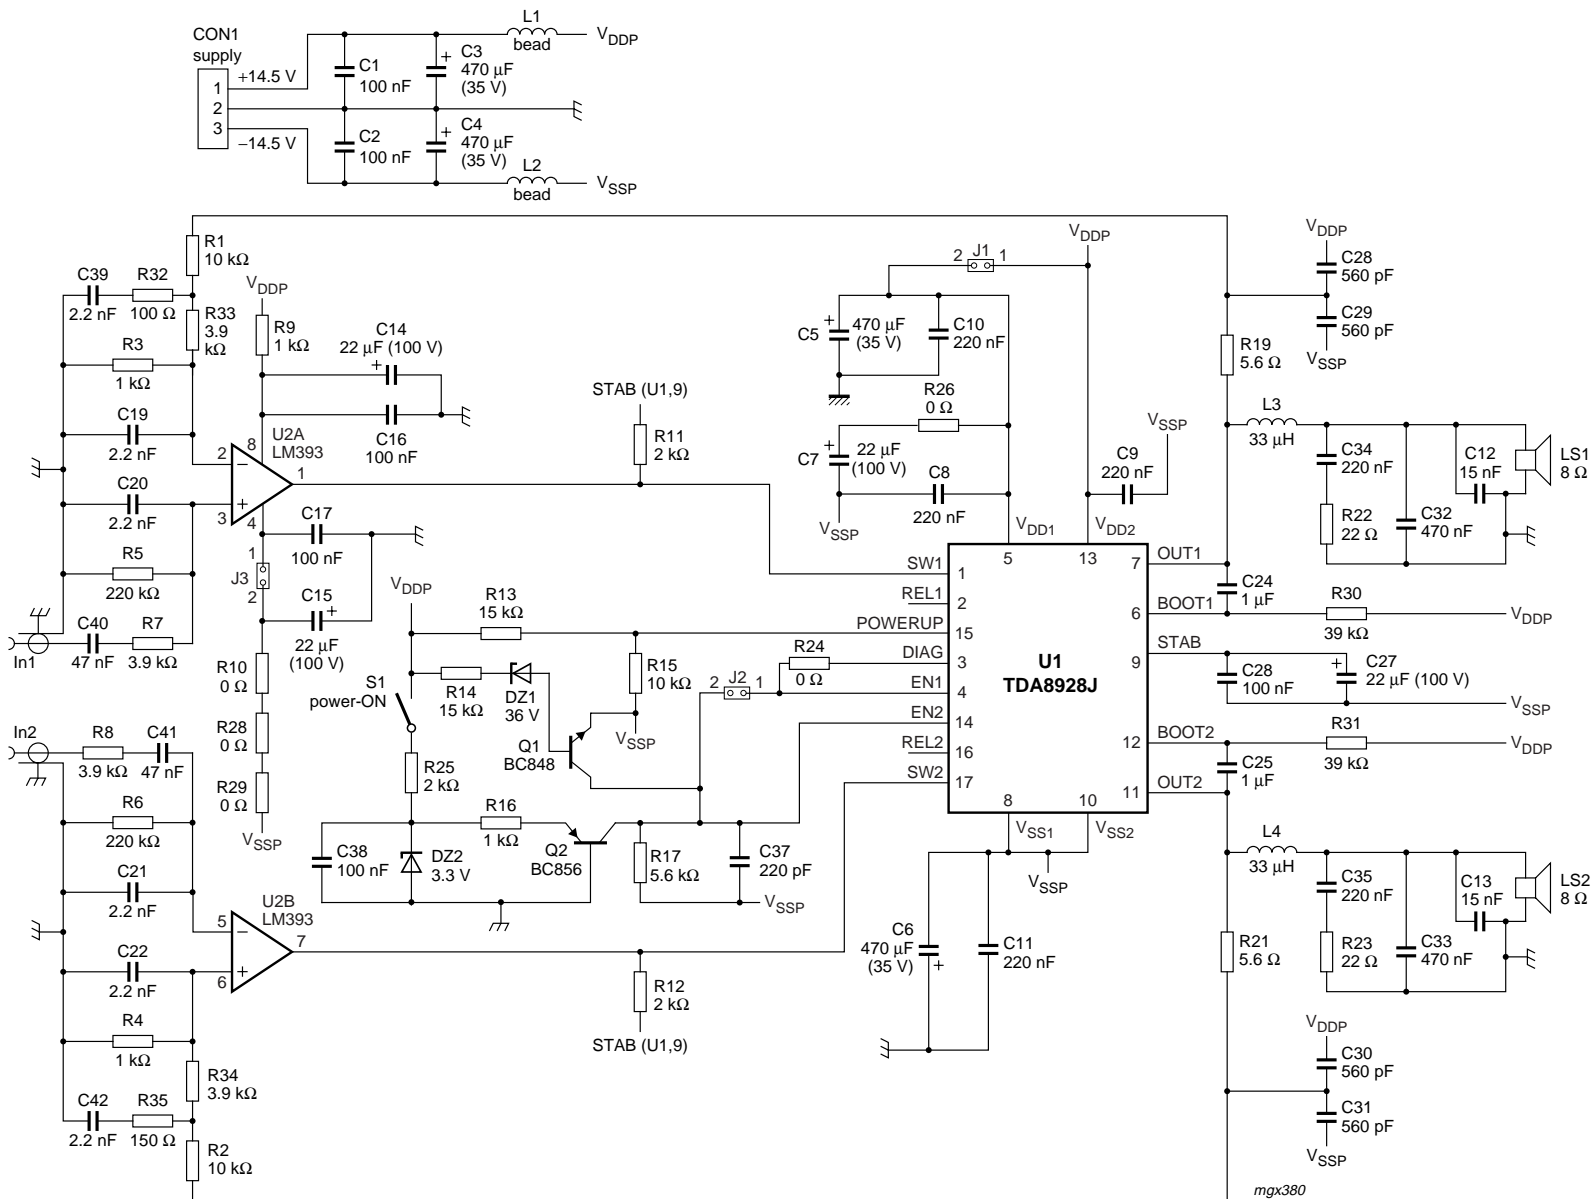 CON1
supply
1
2
3
+14.5 V
−14.5 V
C1
100 nF
C2
100 nF
C3
470 µF
(35 V)
+
C4
470 µF
(35 V)
+
L1
bead
VDDP
L2
bead
VSSP
R1
10 kΩ
C39
2.2 nF
R32
100 Ω
R33
3.9
kΩ
R3
1 kΩ
C19
2.2 nF
C20
2.2 nF
R5
220 kΩ
In1
C40
47 nF
R7
3.9 kΩ
VDDP
R9
1 kΩ
C14
22 µF (100 V)
+
C16
100 nF
U2A
LM393
8
2
−
+
3
4
1
C17
100 nF
1
J3
2
C15
+
22 µF
(100 V)
R10
0 Ω
R28
0 Ω
R29
0 Ω
VSSP
In2
R8
3.9 kΩ
C41
47 nF
R6
220 kΩ
C21
2.2 nF
C22
2.2 nF
R4
1 kΩ
C42
2.2 nF
R35
150 Ω
R34
3.9 kΩ
R2
10 kΩ
U2B
LM393
5
−
+
6
7
STAB (U1,9)
R11
2 kΩ
R12
2 kΩ
STAB (U1,9)
VDDP
R13
15 kΩ
R14
15 kΩ
DZ1
36 V
S1
power-ON
R25
2 kΩ
R15
10 kΩ
VSSP
Q1
BC848
C38
100 nF
DZ2
3.3 V
R16
1 kΩ
Q2
BC856
R17
5.6 kΩ
C37
220 pF
VSSP
2 J2 1
R24
0 Ω
VDDP
2 J1 1
C5
+
470 µF
(35 V)
C10
220 nF
R26
0 Ω
C7
+
22 µF
(100 V)
C8
220 nF
VSSP
C9
220 nF
VSSP
VDD1
VDD2
5
13
SW1
1
REL1
2
POWERUP
15
DIAG
3
EN1
4
EN2
14
REL2
16
SW2
17
U1
TDA8928J
7
OUT1
6
BOOT1
9
STAB
12
BOOT2
11
OUT2
8
10
VSS1
VSS2
VSSP
C6
470 µF
(35 V)
+
C11
220 nF
VDDP
C28
560 pF
C29
560 pF
VSSP
R19
5.6 Ω
L3
33 µH
C34
220 nF
R22
22 Ω
C32
470 nF
C12
15 nF
LS1
8 Ω
C24
1 µF
R30
39 kΩ
VDDP
C28
100 nF
C27
22 µF (100 V)
+
VSSP
R31
39 kΩ
VDDP
C25
1 µF
L4
33 µH
C35
220 nF
R23
22 Ω
C33
470 nF
C13
15 nF
LS2
8 Ω
R21
5.6 Ω
VDDP
C30
560 pF
C31
560 pF
VSSP
mgx380